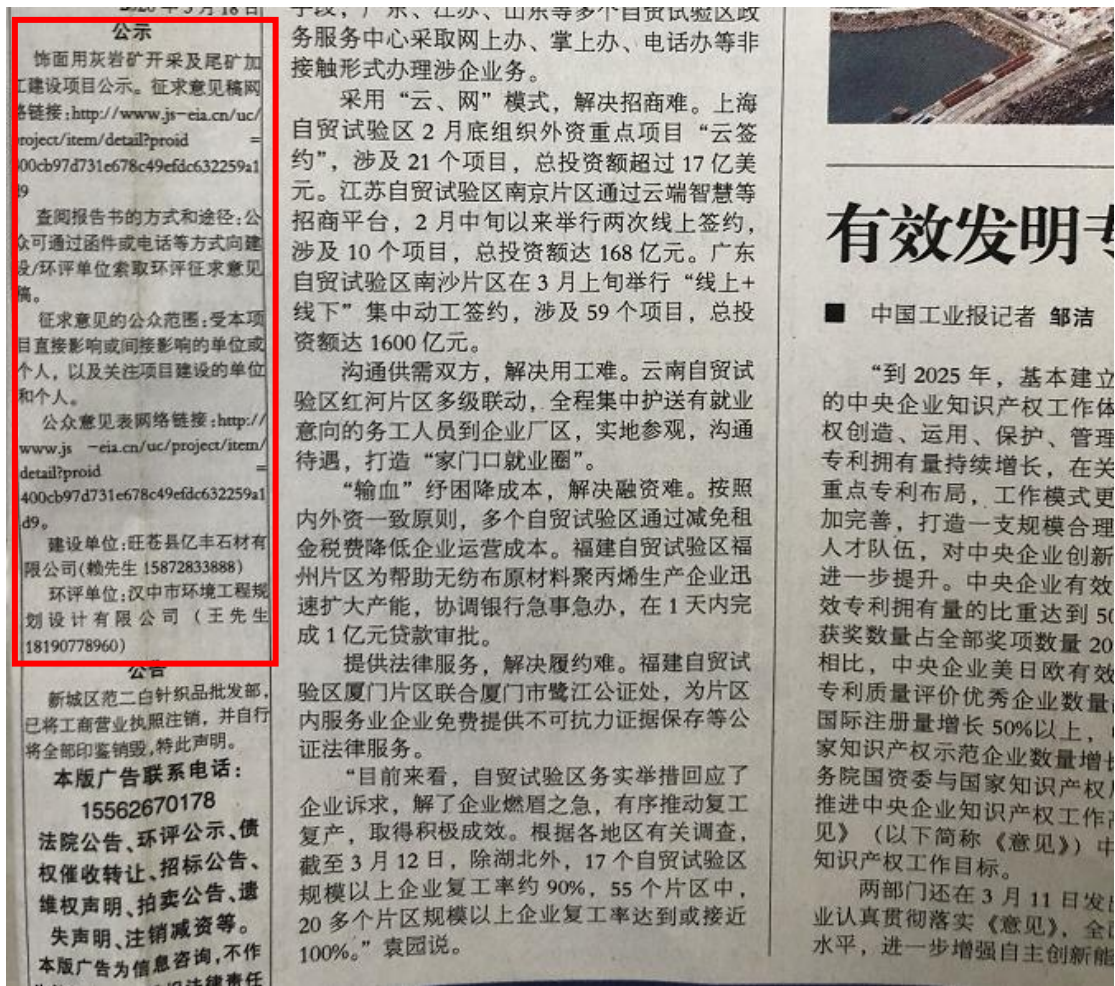 2020年3月18日
公示
饰面用灰岩矿开采及尾矿加
工建设项目公示。征求意见稿网
络链接:http://www.js-eia.cn/uc/
project/item/detail?proid =
400cb97d731e678c49efdc632259a1
d9
查阅报告书的方式和途径:公
众可通过函件或电话等方式向建
设/环评单位索取环评征求意见
稿。
征求意见的公众范围:受本项
目直接影响或间接影响的单位或
个人,以及关注项目建设的单位
和个人。
公众意见表网络链接:http://
www.js -eia.cn/uc/project/item/
detail?proid =
400cb97d731e678c49efdc632259a1
d9。
建设单位:旺苍县亿丰石材有
限公司(赖先生 15872833888)
环评单位:汉中市环境工程规
划设计有限公司(王先生
18190778960)
公告
新城区范二白针织品批发部,
已将工商营业执照注销,并自行
将全部印鉴销毁,特此声明。
本版广告联系电话:
15562670178
法院公告、环评公示、债
权催收转让、招标公告、
维权声明、拍卖公告、遗
失声明、注销减资等。
本版广告为信息咨询,不作
法律责任
手段,广东、江苏、山东等多个自贸试验区政
务服务中心采取网上办、掌上办、电话办等非
接触形式办理涉企业务。
采用“云、网”模式,解决招商难。上海
自贸试验区2月底组织外资重点项目“云签
约”,涉及21个项目,总投资额超过17亿美
元。江苏自贸试验区南京片区通过云端智慧等
招商平台,2月中旬以来举行两次线上签约,
涉及10个项目,总投资额达168亿元。广东
自贸试验区南沙片区在3月上旬举行“线上+
线下”集中动工签约,涉及59个项目,总投
资额达1600亿元。
沟通供需双方,解决用工难。云南自贸试
验区红河片区多级联动,全程集中护送有就业
意向的务工人员到企业厂区,实地参观,沟通
待遇,打造“家门口就业圈”。
“输血”纾困降成本,解决融资难。按照
内外资一致原则,多个自贸试验区通过减免租
金税费降低企业运营成本。福建自贸试验区福
州片区为帮助无纺布原材料聚丙烯生产企业迅
速扩大产能,协调银行急事急办,在1天内完
成1亿元贷款审批。
提供法律服务,解决履约难。福建自贸试
验区厦门片区联合厦门市鹭江公证处,为片区
内服务业企业免费提供不可抗力证据保存等公
证法律服务。
“目前来看,自贸试验区务实举措回应了
企业诉求,解了企业燃眉之急,有序推动复工
复产,取得积极成效。根据各地区有关调查,
截至3月12日,除湖北外,17个自贸试验区
规模以上企业复工率约90%,55个片区中,
20多个片区规模以上企业复工率达到或接近
100%。”袁园说。
有效发明专
■ 中国工业报记者 邹洁
“到2025年,基本建立
的中央企业知识产权工作体
权创造、运用、保护、管理
专利拥有量持续增长,在关
重点专利布局,工作模式更
加完善,打造一支规模合理
人才队伍,对中央企业创新
进一步提升。中央企业有效
效专利拥有量的比重达到50
获奖数量占全部奖项数量20
相比,中央企业美日欧有效
专利质量评价优秀企业数量
国际注册量增长50%以上,
家知识产权示范企业数量增长
务院国资委与国家知识产权局
推进中央企业知识产权工作高
见》(以下简称《意见》)中
知识产权工作目标。
两部门还在3月11日发出
业认真贯彻落实《意见》,全
水平,进一步增强自主创新能